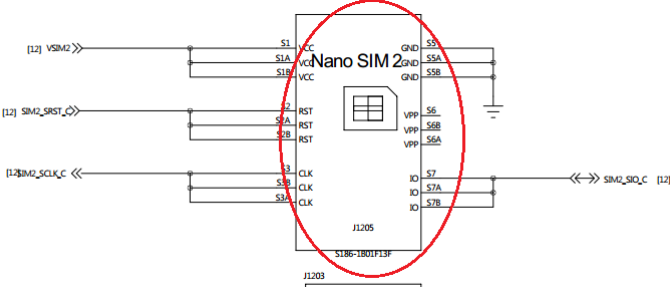 S1 VCC GND S5
[12] VSIM2
S1A VCC Nano SIM 2 GND S5A
S1B VCC GND S5B
[12] SIM2_SRST_C S2 RST VPP S6
S2A RST VPP S6B
S2B RST VPP S6A
[12] SIM2_SCLK_C S3 CLK IO S7 SIM2_SIO_C [12]
S3B CLK IO S7A
S3A CLK IO S7B
J1205
S186-1B01F13F
J1203